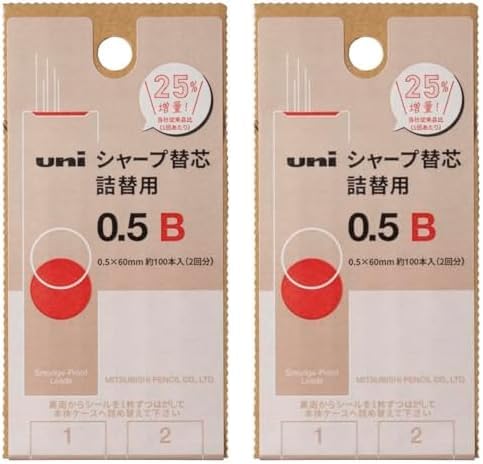 25%
増量!
当社従来品比
(1回あたり)
uni シャープ替芯
詰替用
0.5 B
0.5×60mm 約100本入(2回分)
Smudge-Proof
Leads
MITSUBISHI PENCIL CO., LTD
裏面からシールを1枚ずつはがして
本体ケースへ詰め替えて下さい
1 2
25%
増量!
当社従来品比
(1回あたり)
uni シャープ替芯
詰替用
0.5 B
0.5×60mm 約100本入(2回分)
Smudge-Proof
Leads
MITSUBISHI PENCIL CO., LTD
裏面からシールを1枚ずつはがして
本体ケースへ詰め替えて下さい
1 2